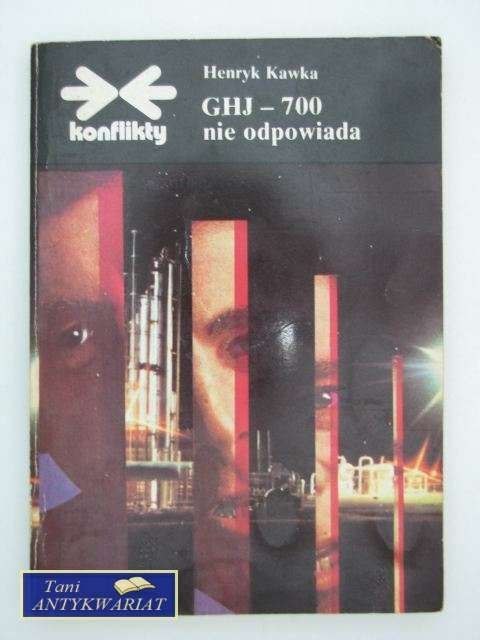 Henryk Kawka
GHJ – 700
nie odpowiada
konflikty
Tani
ANTYKWARIAT